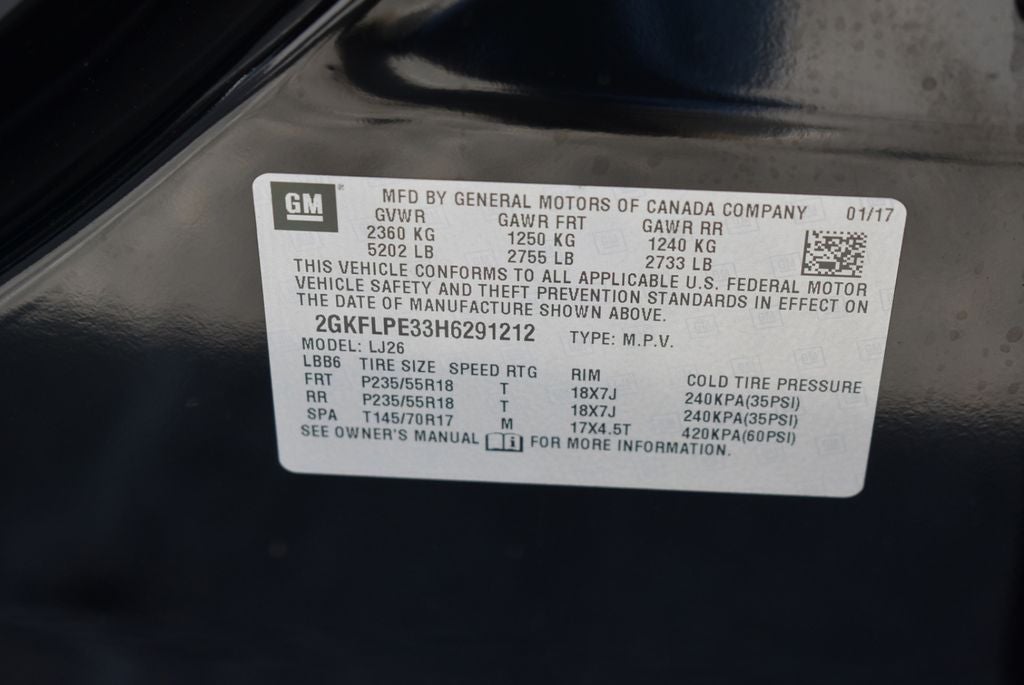 GM
MFD BY GENERAL MOTORS OF CANADA COMPANY 01/17
GVWR GAWR FRT GAWR RR
2360 KG 1250 KG 1240 KG
5202 LB 2755 LB 2733 LB
THIS VEHICLE CONFORMS TO ALL APPLICABLE U.S. FEDERAL MOTOR
VEHICLE SAFETY AND THEFT PREVENTION STANDARDS IN EFFECT ON
THE DATE OF MANUFACTURE SHOWN ABOVE.
2GKFLPE33H6291212 TYPE: M.P.V.
MODEL: LJ26
LBB6 TIRE SIZE SPEED RTG RIM COLD TIRE PRESSURE
FRT P235/55R18 T 18X7J 240KPA(35PSI)
RR P235/55R18 T 18X7J 240KPA(35PSI)
SPA T145/70R17 M 17X4.5T 420KPA(60PSI)
SEE OWNER'S MANUAL i FOR MORE INFORMATION.